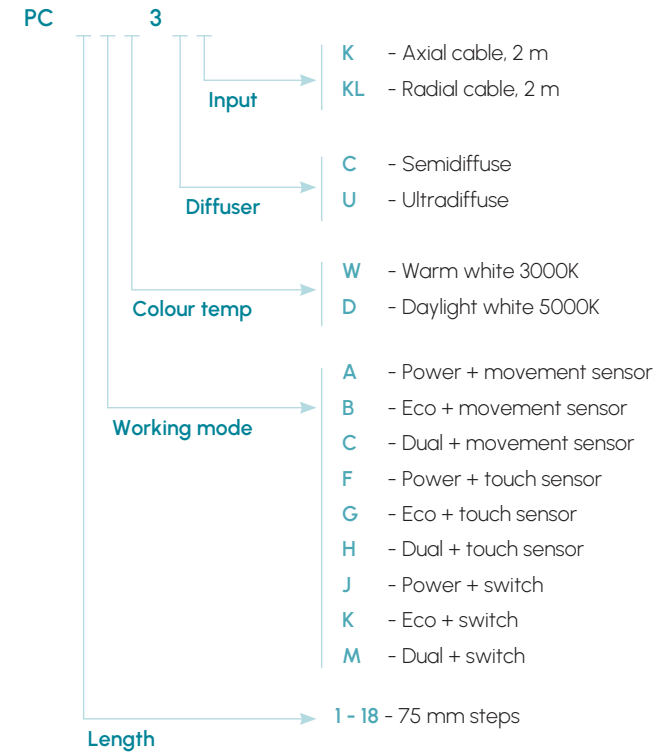 PC 3
K - Axial cable, 2 m
KL - Radial cable, 2 m
Input
C - Semidiffuse
U - Ultradiffuse
Diffuser
W - Warm white 3000K
D - Daylight white 5000K
Colour temp
A - Power + movement sensor
B - Eco + movement sensor
C - Dual + movement sensor
F - Power + touch sensor
G - Eco + touch sensor
H - Dual + touch sensor
J - Power + switch
K - Eco + switch
M - Dual + switch
Working mode
1 - 18 - 75 mm steps
Length